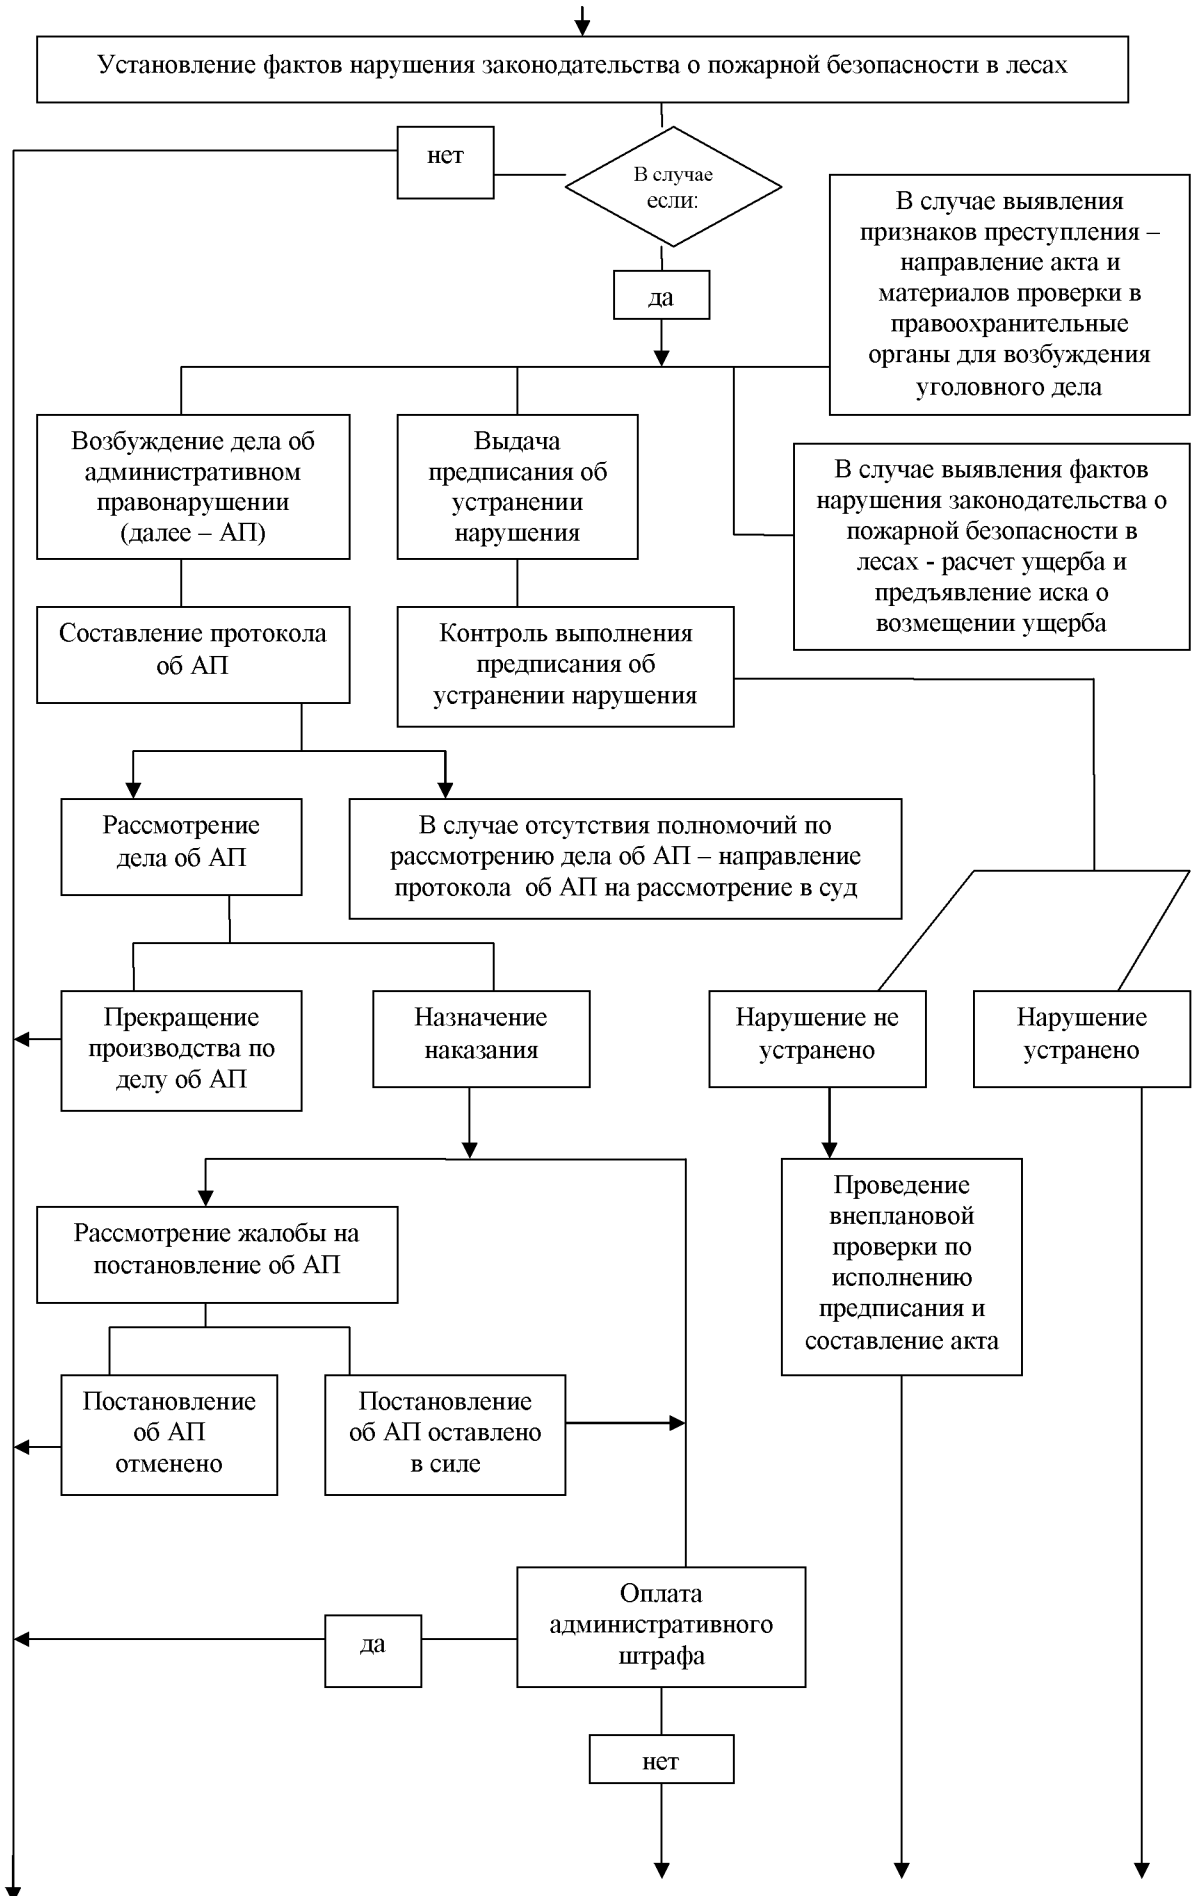 Установление фактов нарушения законодательства о пожарной безопасности в лесах
нет
В случае
если:
да
В случае выявления
признаков преступления –
направление акта и
материалов проверки в
правоохранительные
органы для возбуждения
уголовного дела
Возбуждение дела об
административном
правонарушении
(далее – АП)
Выдача
предписания об
устранении
нарушения
В случае выявления фактов
нарушения законодательства о
пожарной безопасности в
лесах - расчет ущерба и
предъявление иска о
возмещении ущерба
Составление протокола
об АП
Контроль выполнения
предписания об
устранении нарушения
Рассмотрение
дела об АП
В случае отсутствия полномочий по
рассмотрению дела об АП – направление
протокола об АП на рассмотрение в суд
Прекращение
производства по
делу об АП
Назначение
наказания
Нарушение не
устранено
Нарушение
устранено
Рассмотрение жалобы на
постановление об АП
Проведение
внеплановой
проверки по
исполнению
предписания и
составление акта
Постановление
об АП
отменено
Постановление
об АП оставлено
в силе
Оплата
административного
штрафа
да
нет